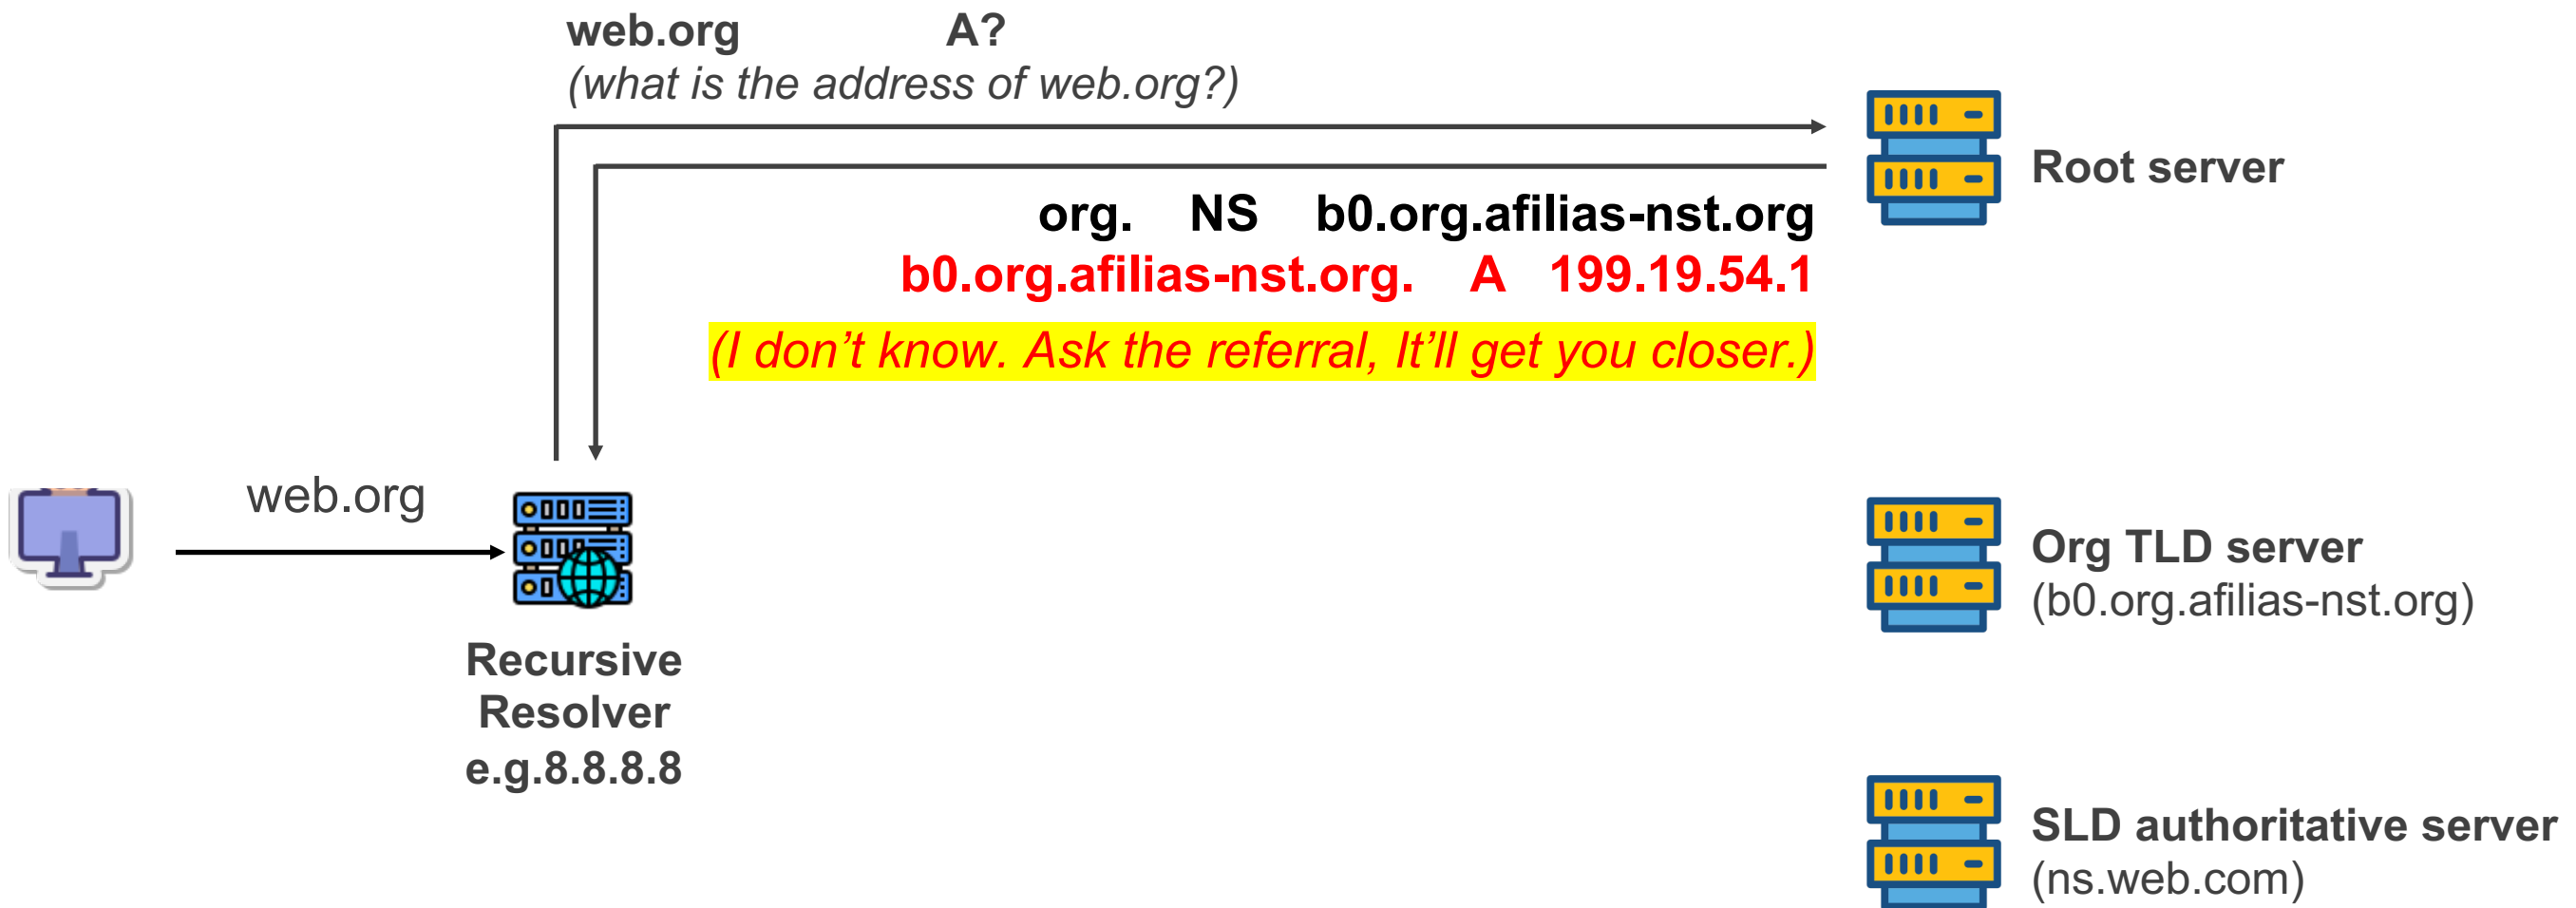 web.org A?
(what is the address of web.org?)
Root server
org. NS b0.org.afilias-nst.org
b0.org.afilias-nst.org. A 199.19.54.1
(I don’t know. Ask the referral, It’ll get you closer.)
web.org
Recursive
Resolver
e.g.8.8.8.8
Org TLD server
(b0.org.afilias-nst.org)
SLD authoritative server
(ns.web.com)